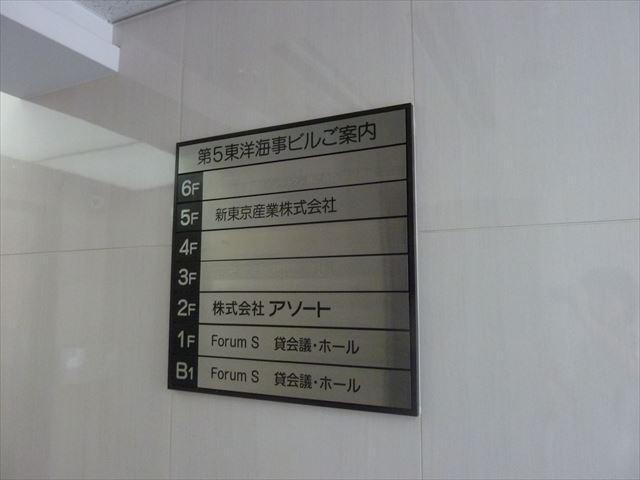 第5東洋海事ビルご案内
6F
5F 新東京産業株式会社
4F
3F
2F 株式会社 アソート
1F Forum S 貸会議・ホール
B1 Forum S 貸会議・ホール